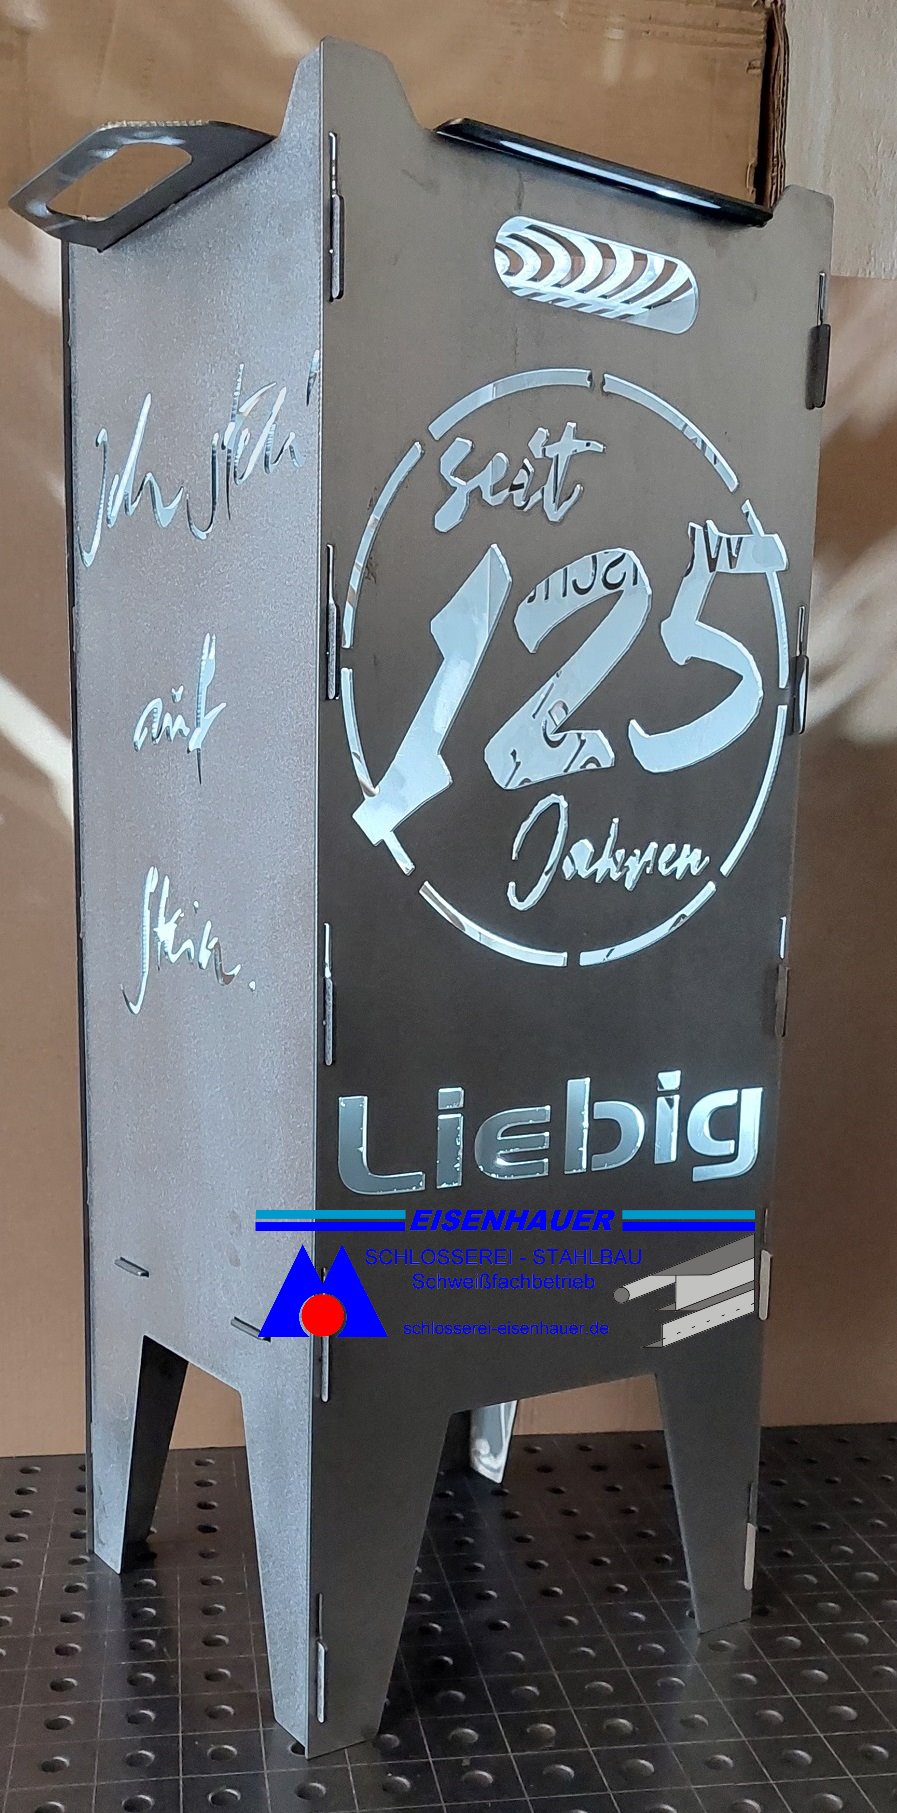 Ich steh'
auf
Stein.
seit
125
Jahren
Liebig
EISENHAUER
SCHLOSSEREI - STAHLBAU
Schweißfachbetrieb
schlosserei-eisenhauer.de